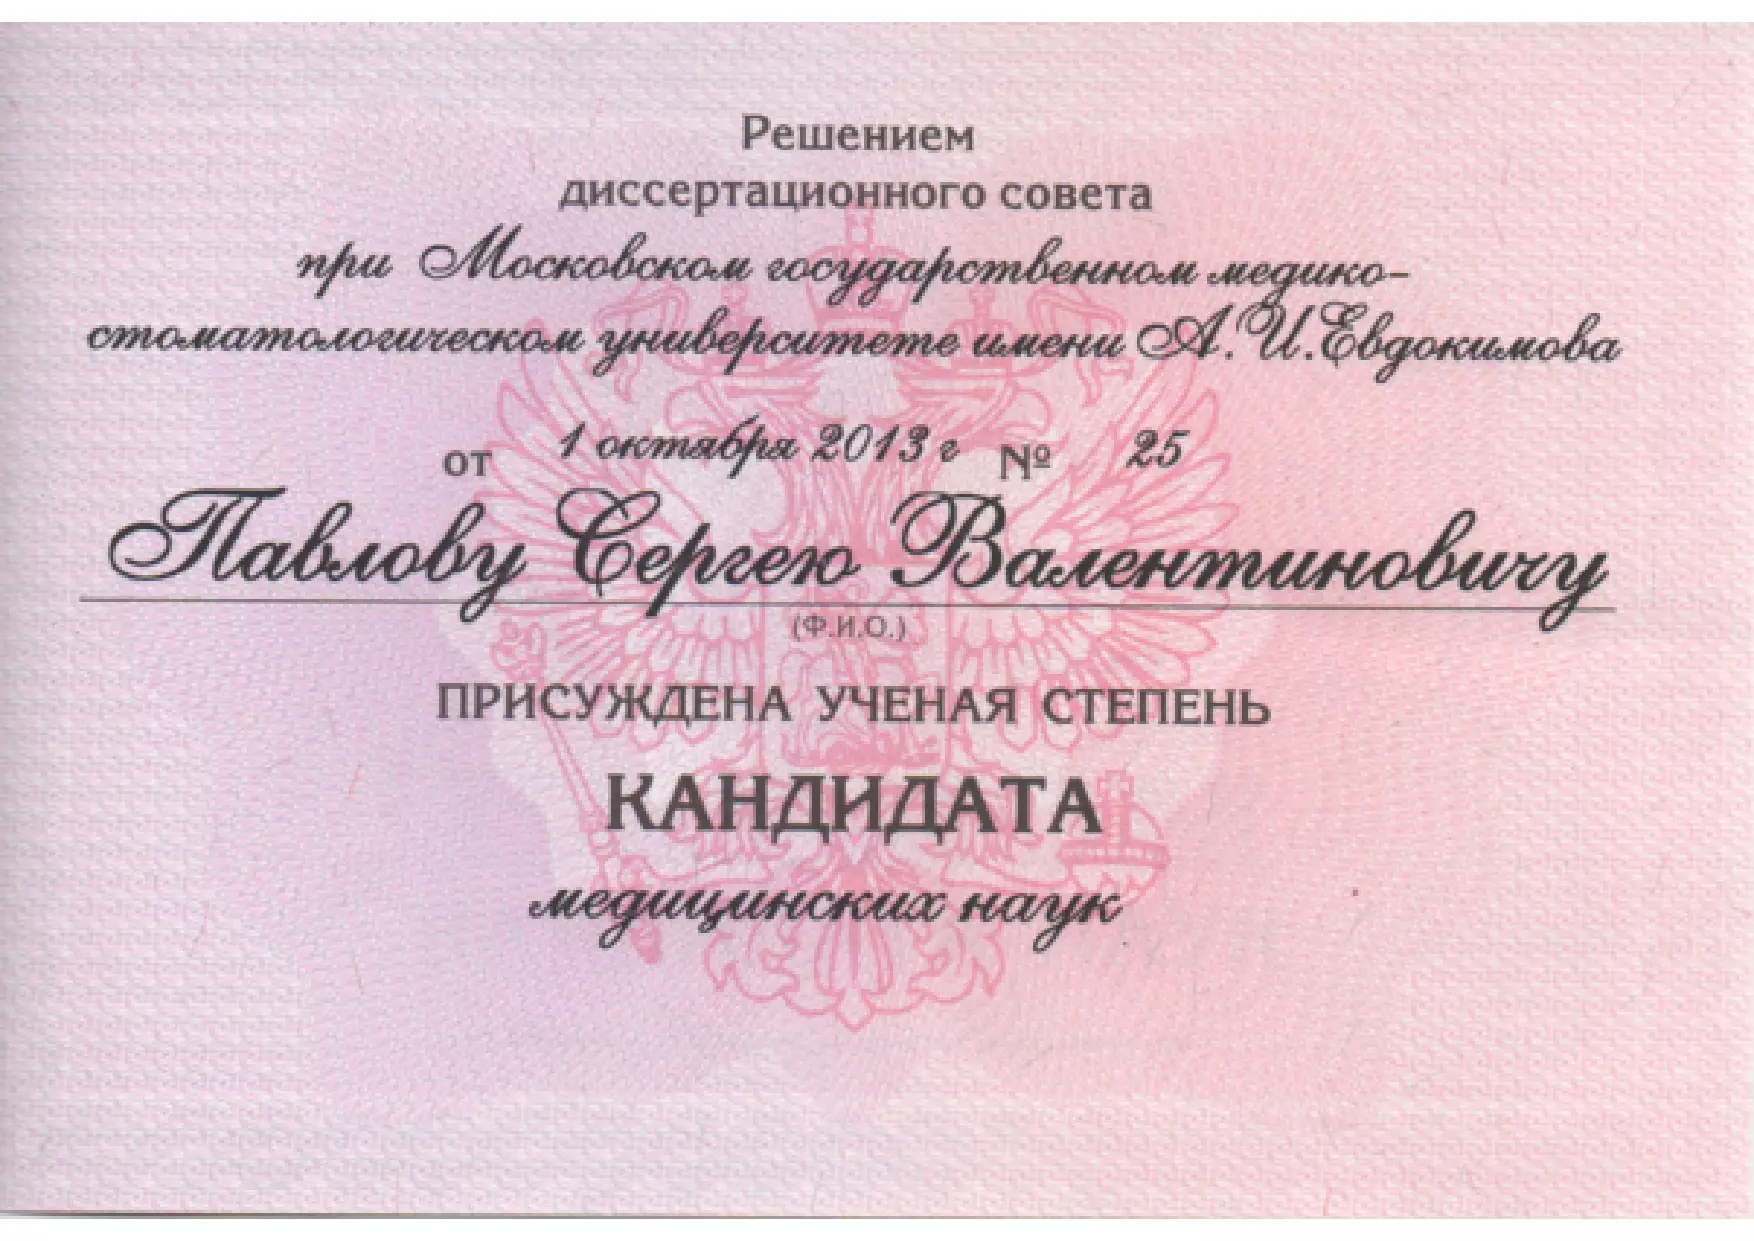 Решением
диссертационного совета
при Московском государственном медико-
стоматологическом университете имени А.И.Евдокимова
от 1 октября 2013 г № 25
Павлову Сергею Валентиновичу
(Ф.И.О.)
ПРИСУЖДЕНА УЧЕНАЯ СТЕПЕНЬ
КАНДИДАТА
медицинских наук